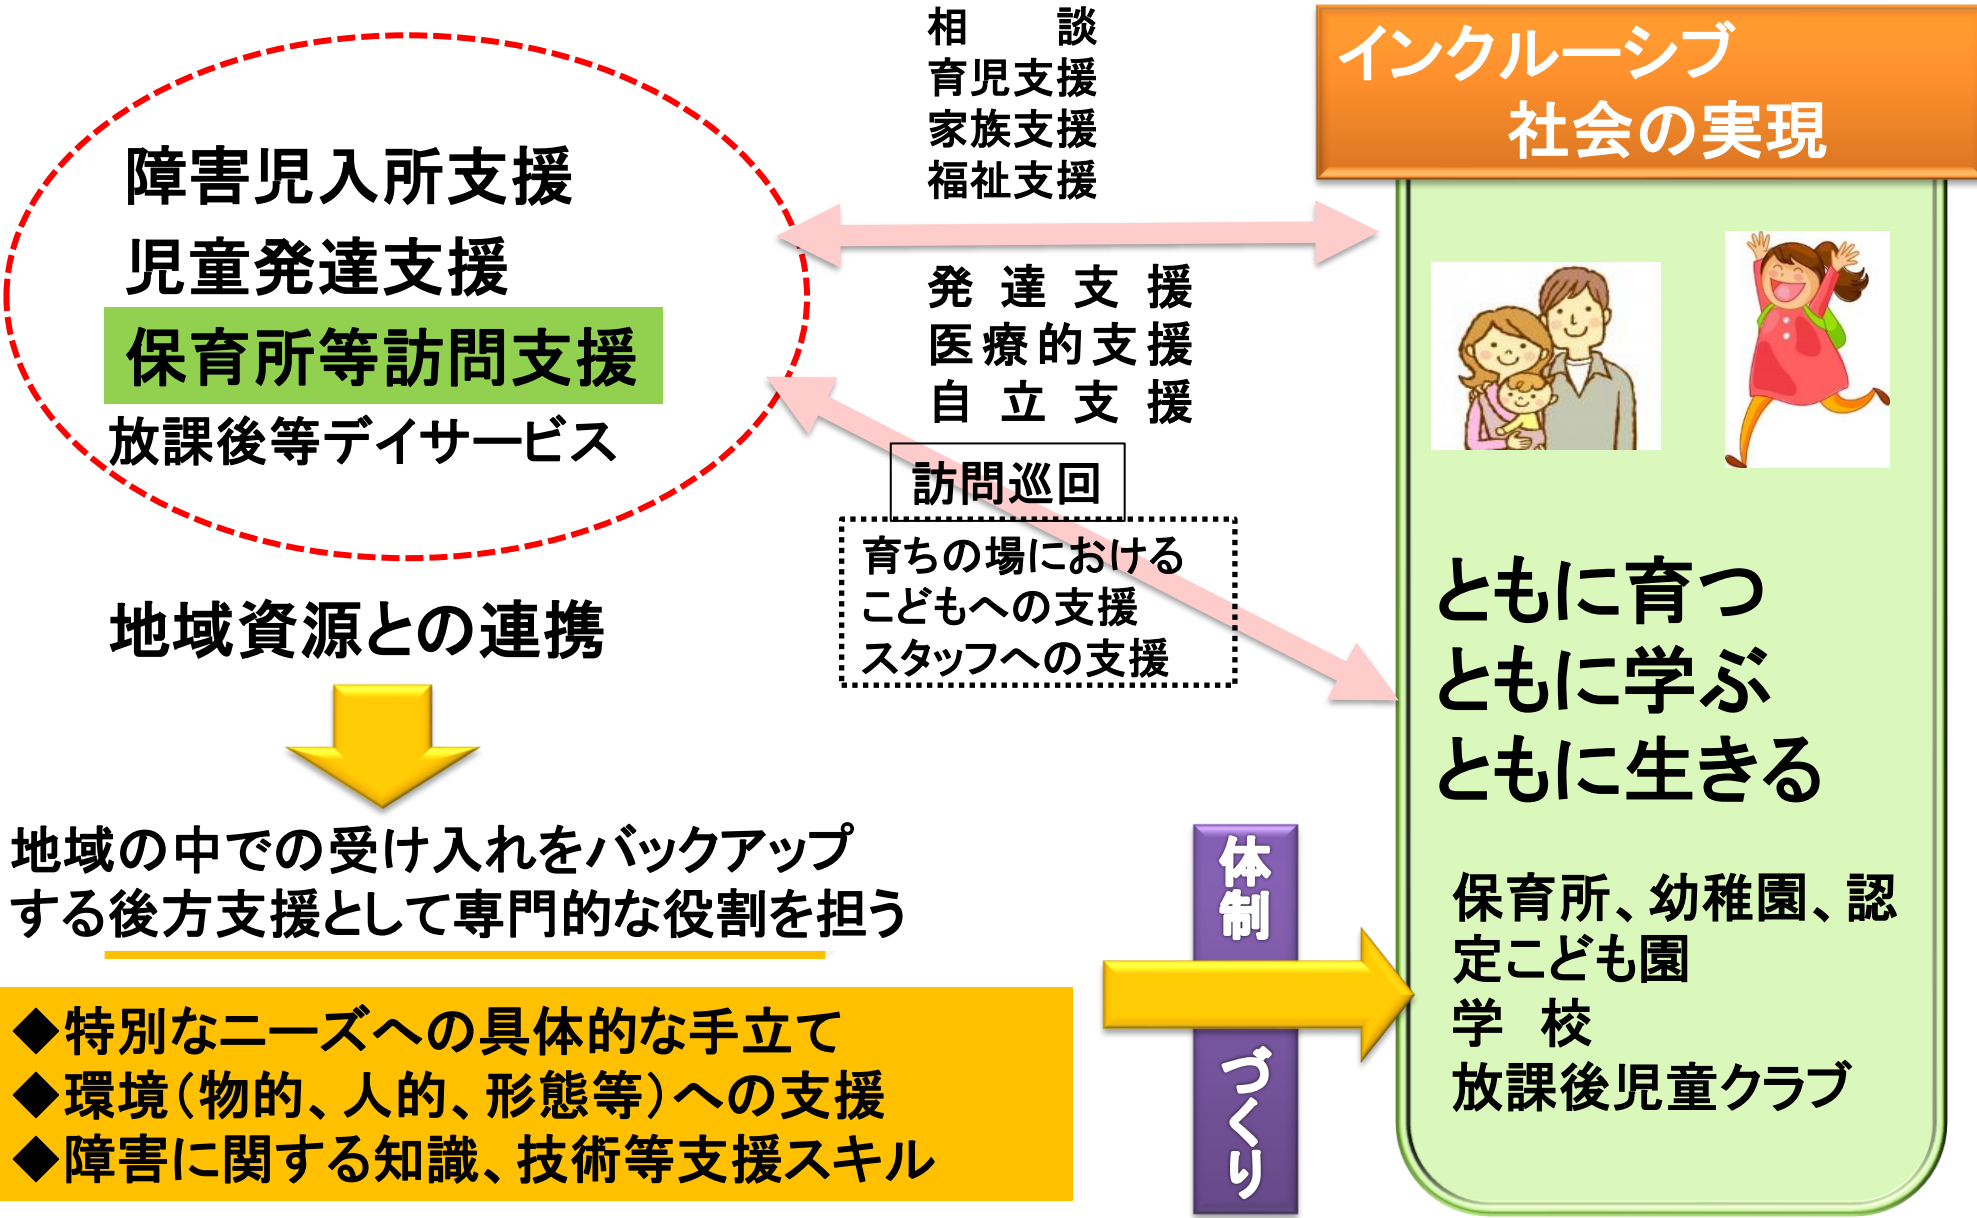 障害児入所支援
児童発達支援
保育所等訪問支援
放課後等デイサービス
地域資源との連携
地域の中での受け入れをバックアップ
する後方支援として専門的な役割を担う
◆特別なニーズへの具体的な手立て
◆環境(物的、人的、形態等)への支援
◆障害に関する知識、技術等支援スキル
相　　談
育児支援
家族支援
福祉支援
発 達 支 援
医療的支援
自 立 支 援
訪問巡回
育ちの場における
こどもへの支援
スタッフへの支援
体制
づくり
インクルーシブ
社会の実現
ともに育つ
ともに学ぶ
ともに生きる
保育所、幼稚園、認
定こども園
学　校
放課後児童クラブ